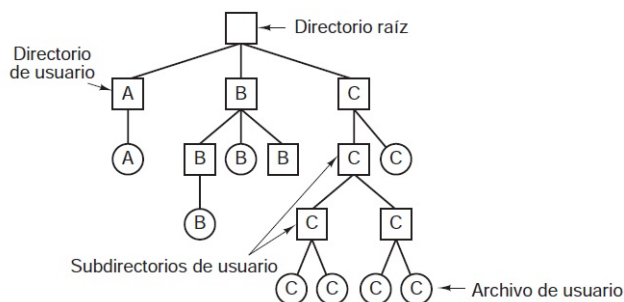 Directorio raíz
Directorio
de usuario
A B C
A B B B C C
B C C
Subdirectorios de usuario
C C C C Archivo de usuario